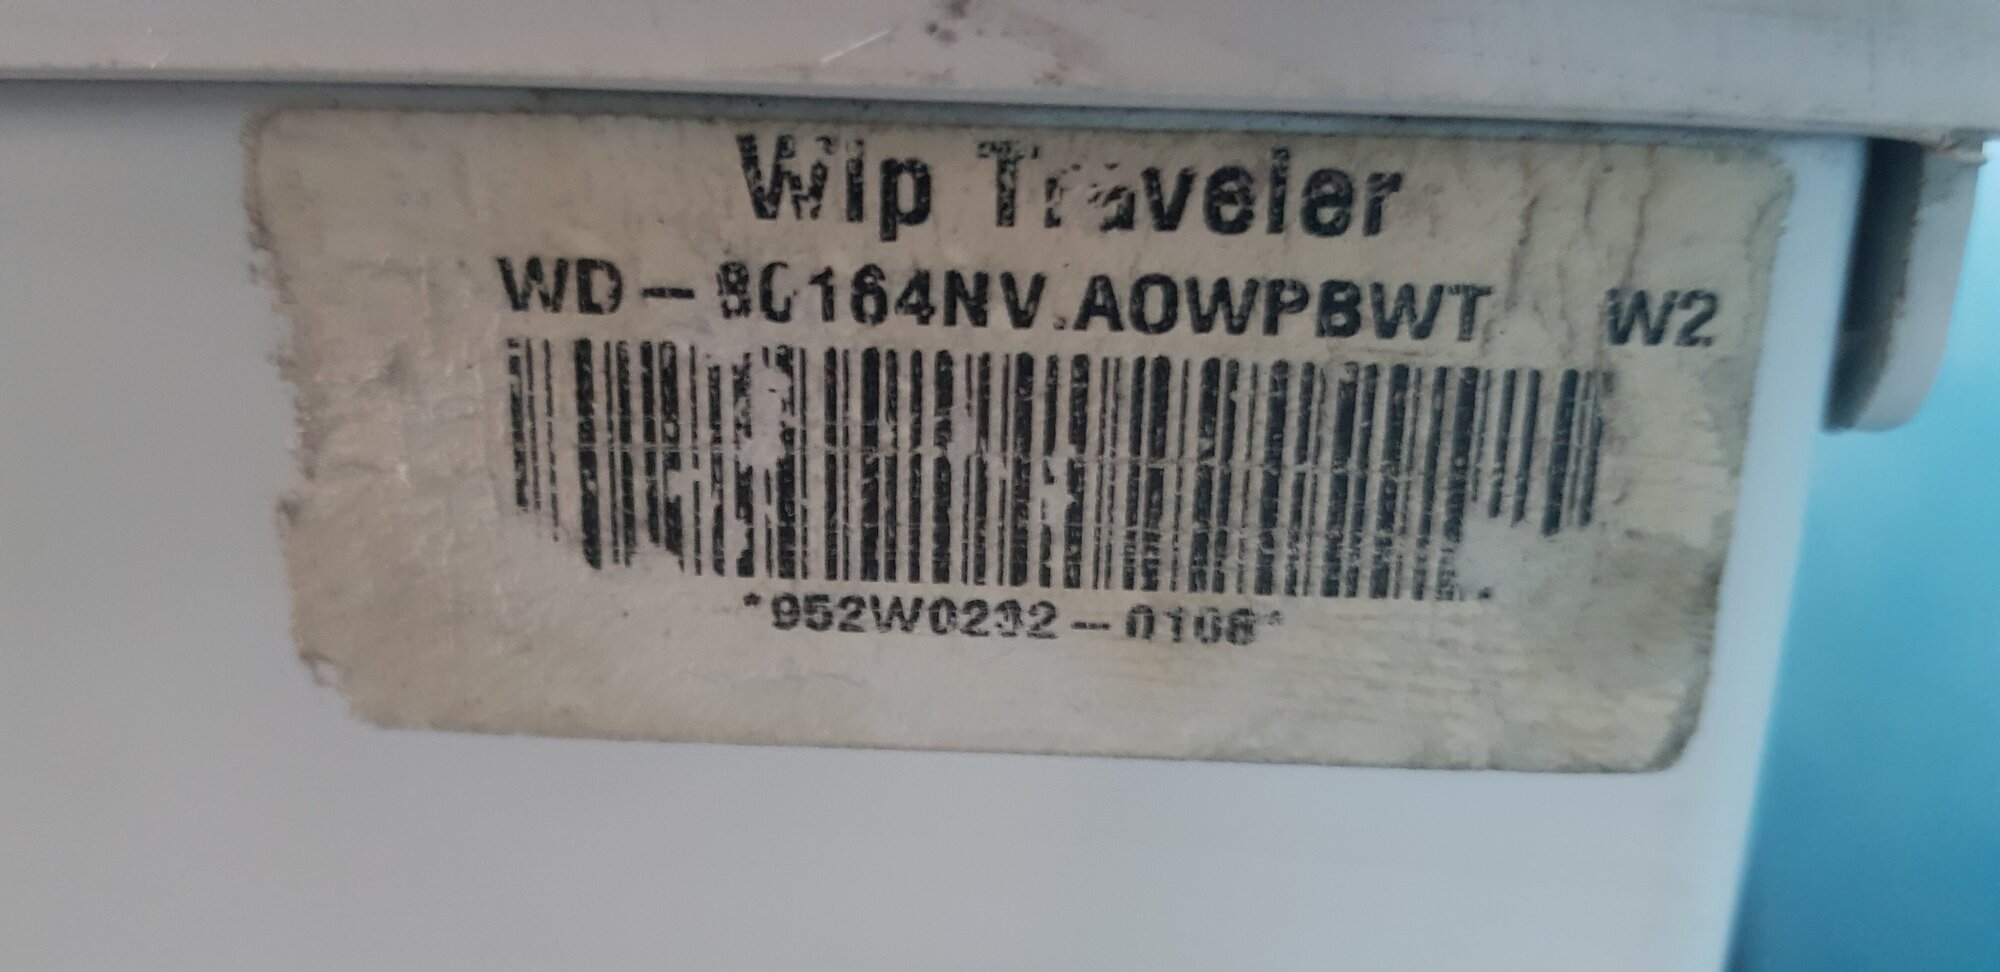 Wip Traveler
WD-80164NV.AOWPBWT W2
*952W0232-0108*